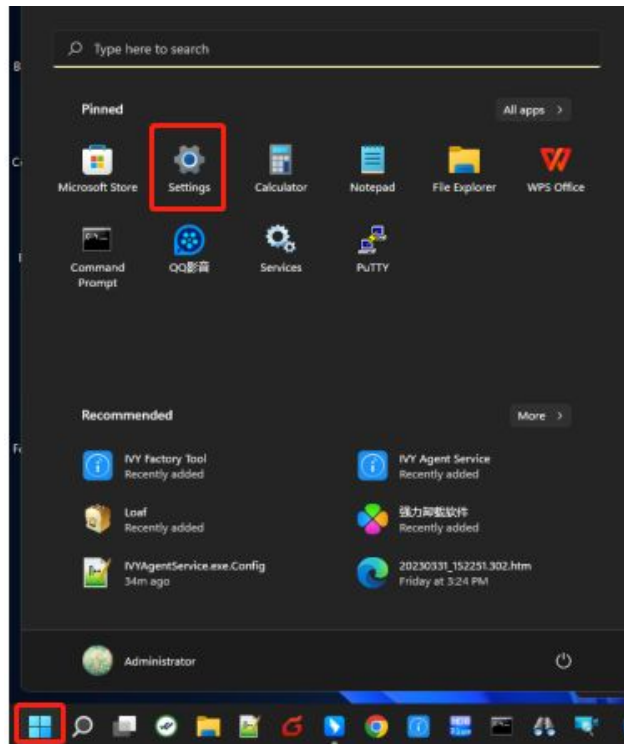 Type here to search
Pinned
All apps >
Microsoft Store
Settings
Calculator
Notepad
File Explorer
WPS Office
Command
Prompt
QQ影音
Services
PuTTY
Recommended
More >
IVY Factory Tool
Recently added
IVY Agent Service
Recently added
Loaf
Recently added
强力卸载软件
Recently added
IVYAgentService.exe.Config
34m ago
20230331_152251.302.htm
Friday at 3:24 PM
Administrator